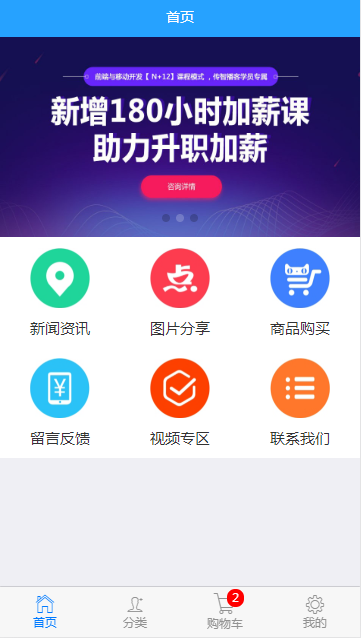 首页
前端与移动开发【 N+12】课程模式 ，传智播客学员专属
新增180小时加薪课
助力升职加薪
咨询详情
点
新闻资讯 图片分享 商品购买
¥
留言反馈 视频专区 联系我们
2
首页 分类 购物车 我的